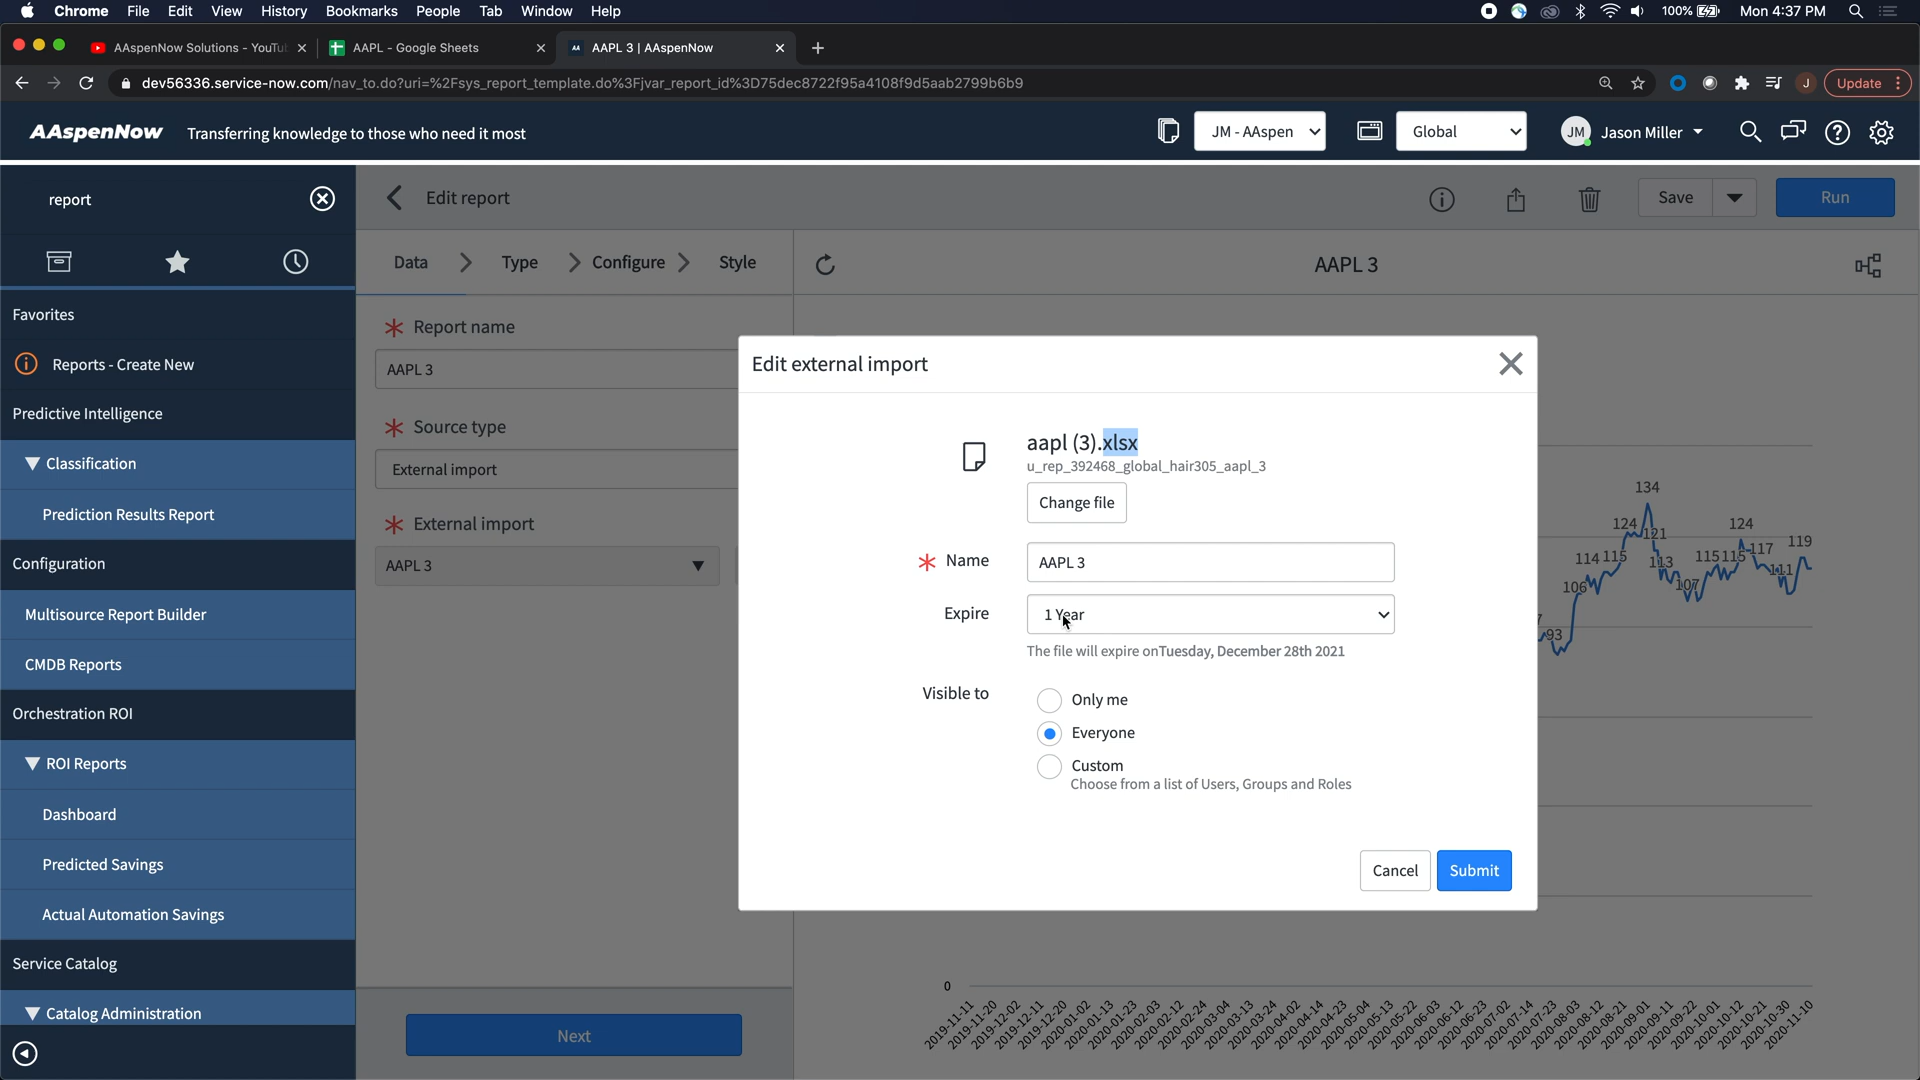 Chrome File Edit View History Bookmarks People Tab Window Help 100% Mon 4:37 PM
AAspenNow Solutions - YouTu AAPL - Google Sheets AAPL 3 | AAspenNow
dev56336.service-now.com/nav_to.do?uri=%2Fsys_report_template.do%3Fjvar_report_id%3D75dec8722f95a4108f9d5aab2799b6b9 J Update
AAspenNow Transferring knowledge to those who need it most JM - AAspen Global JM Jason Miller
report
Edit report Save Run
Data Type Configure Style AAPL 3
Favorites
Reports - Create New
Predictive Intelligence
Classification
Prediction Results Report
Configuration
Multisource Report Builder
CMDB Reports
Orchestration ROI
ROI Reports
Dashboard
Predicted Savings
Actual Automation Savings
Service Catalog
Catalog Administration
* Report name
AAPL 3
* Source type
External import
* External import
AAPL 3
Next
Edit external import
aapl (3).xlsx
u_rep_392468_global_hair305_aapl_3
Change file
* Name AAPL 3
Expire 1 Year
The file will expire onTuesday, December 28th 2021
Visible to
Only me
Everyone
Custom
Choose from a list of Users, Groups and Roles
Cancel Submit
134
124 121 124
119
114 115 113 115 115 117
106 107 111
93
0
2019-11-11 2019-11-20 2019-12-02 2019-12-11 2019-12-20 2020-01-02 2020-01-13 2020-01-23 2020-02-03 2020-02-12 2020-02-24 2020-03-04 2020-03-13 2020-03-24 2020-04-02 2020-04-14 2020-04-23 2020-05-04 2020-05-13 2020-05-22 2020-06-03 2020-06-12 2020-06-23 2020-07-02 2020-07-14 2020-07-23 2020-08-03 2020-08-12 2020-08-21 2020-09-01 2020-09-11 2020-09-22 2020-10-01 2020-10-12 2020-10-21 2020-10-30 2020-11-10